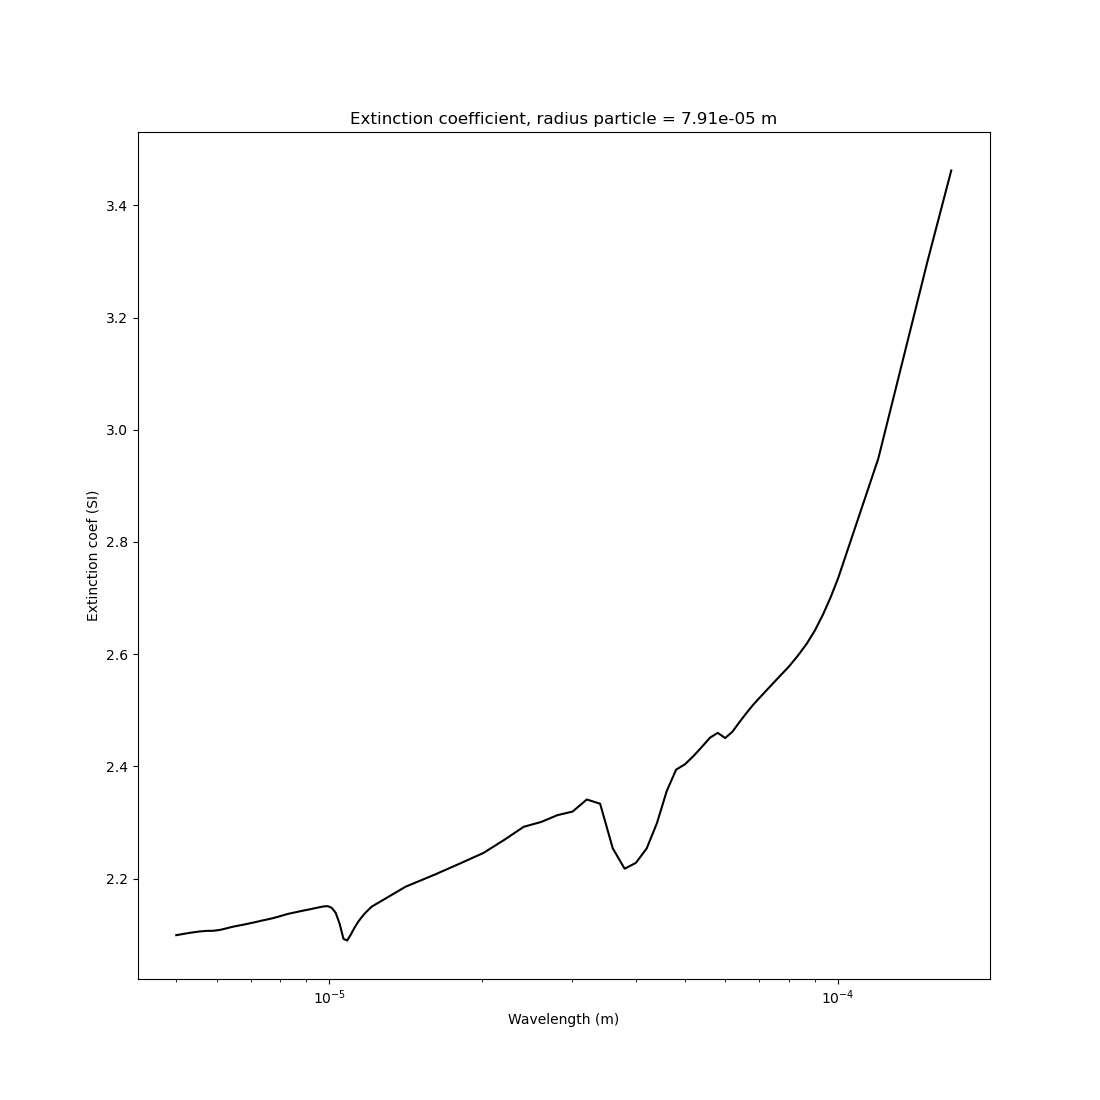 Extinction coefficient, radius particle = 7.91e-05 m
3.4
3.2
3.0
2.8
2.6
2.4
2.2
Extinction coef (SI)
10⁻⁵ 10⁻⁴
Wavelength (m)